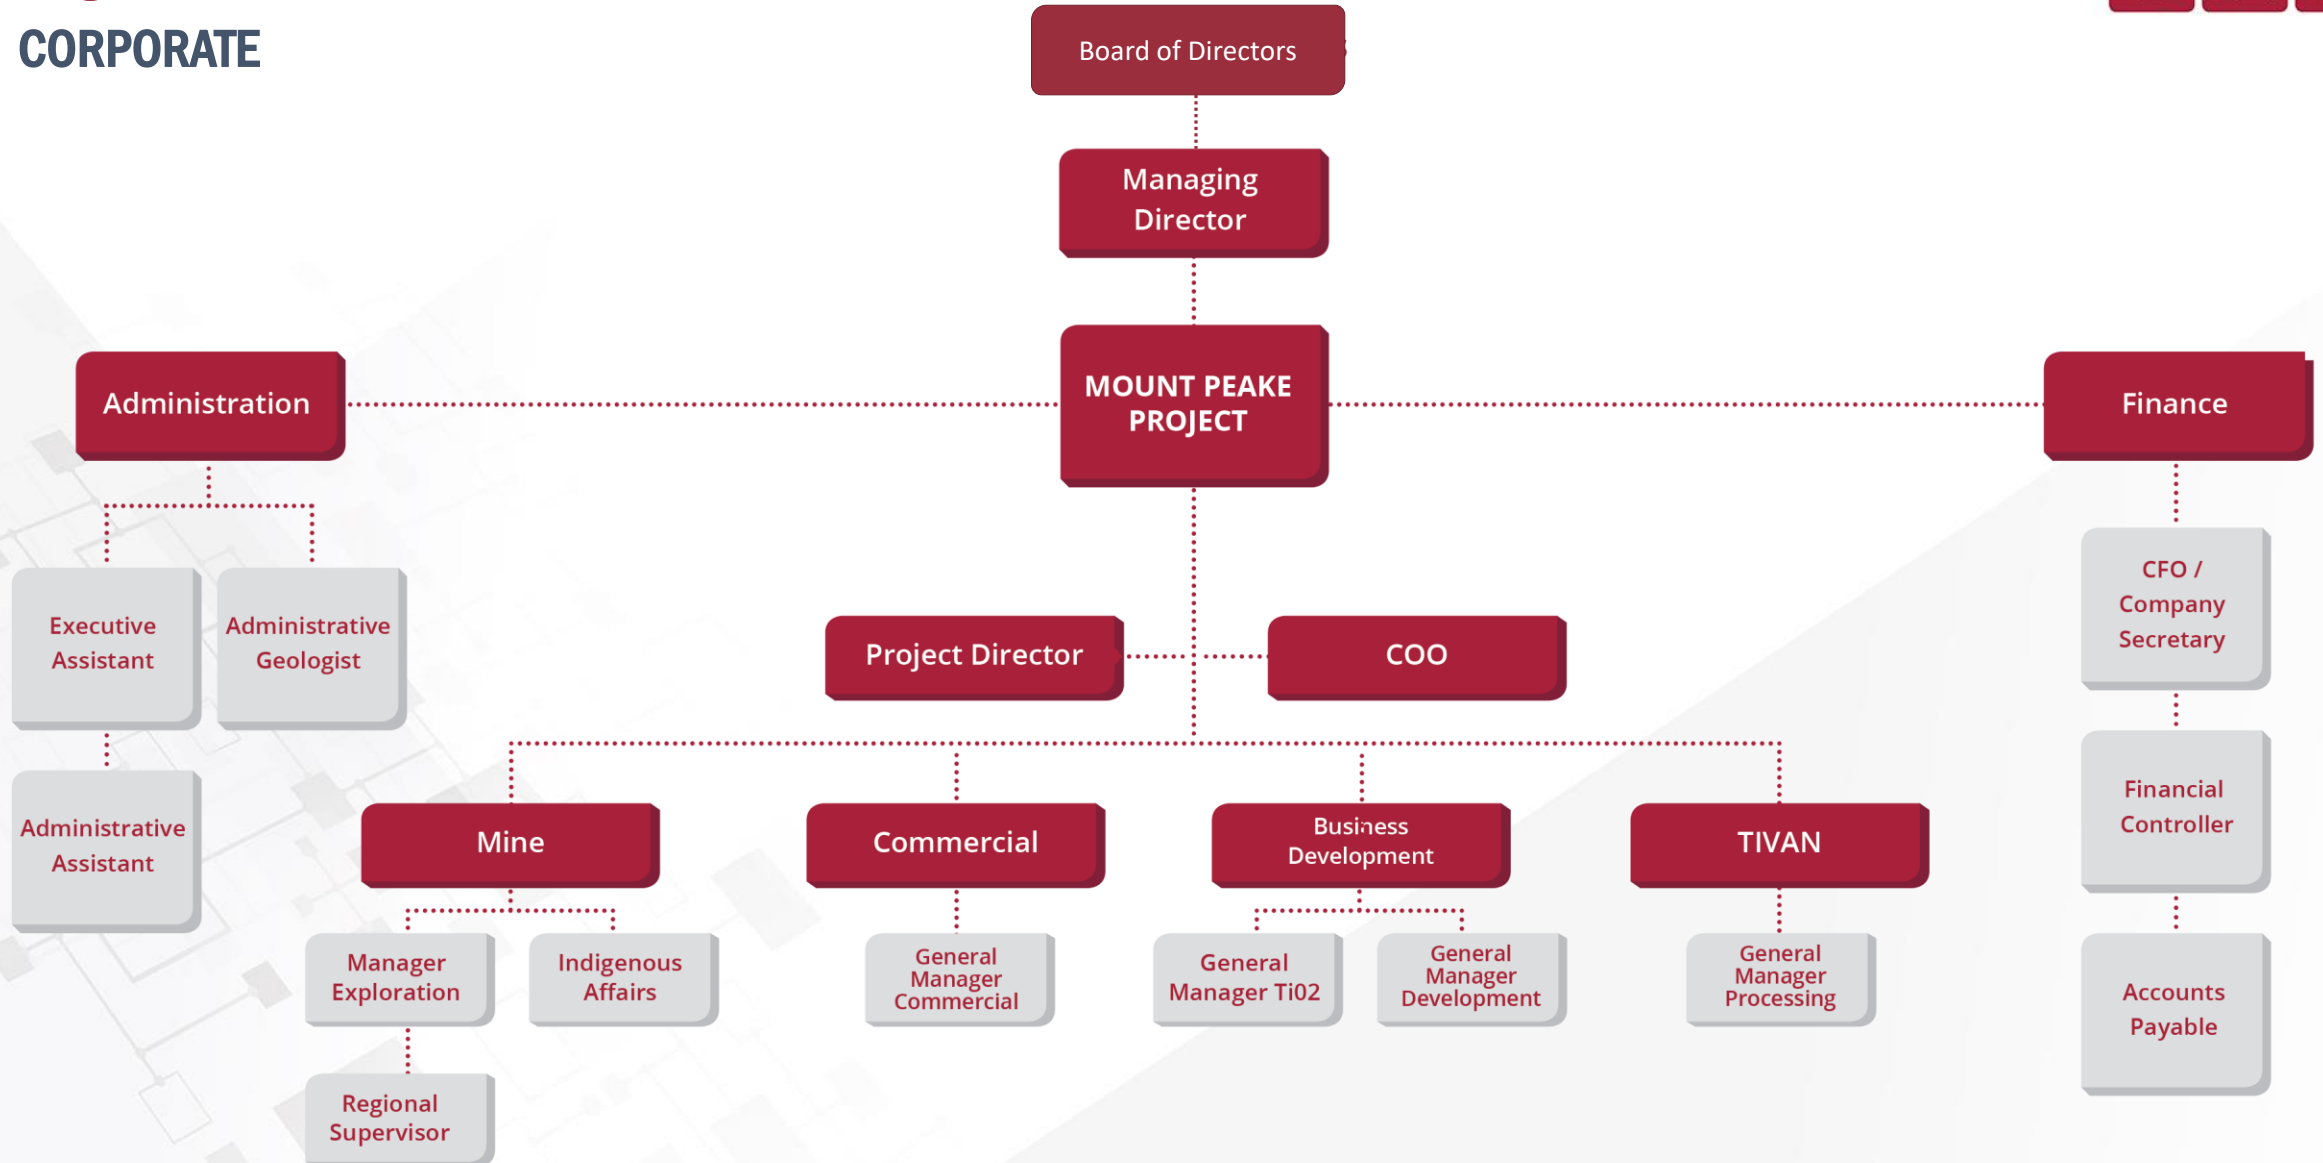 CORPORATE
Board of Directors
Managing
Director
MOUNT PEAKE
PROJECT
Administration
Finance
Executive
Assistant
Administrative
Geologist
Administrative
Assistant
Project Director
COO
CFO /
Company
Secretary
Financial
Controller
Accounts
Payable
Mine
Commercial
Business
Development
TIVAN
Manager
Exploration
Indigenous
Affairs
General
Manager
Commercial
General
Manager Ti02
General
Manager
Development
General
Manager
Processing
Regional
Supervisor